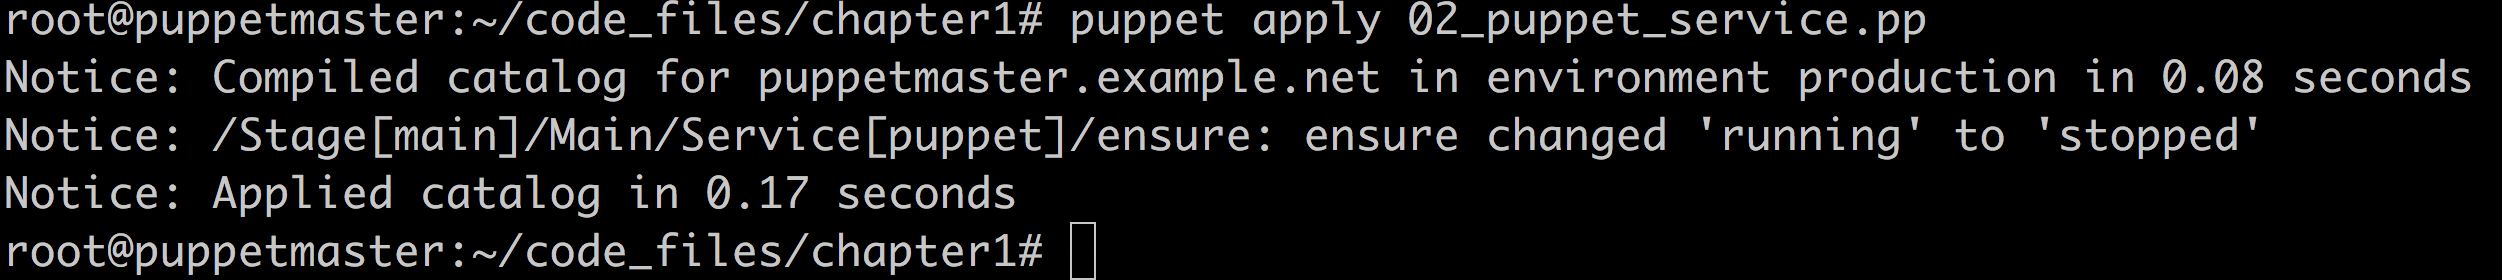 root@puppetmaster:~/code_files/chapter1# puppet apply 02_puppet_service.pp
Notice: Compiled catalog for puppetmaster.example.net in environment production in 0.08 seconds
Notice: /Stage[main]/Main/Service[puppet]/ensure: ensure changed 'running' to 'stopped'
Notice: Applied catalog in 0.17 seconds
root@puppetmaster:~/code_files/chapter1#